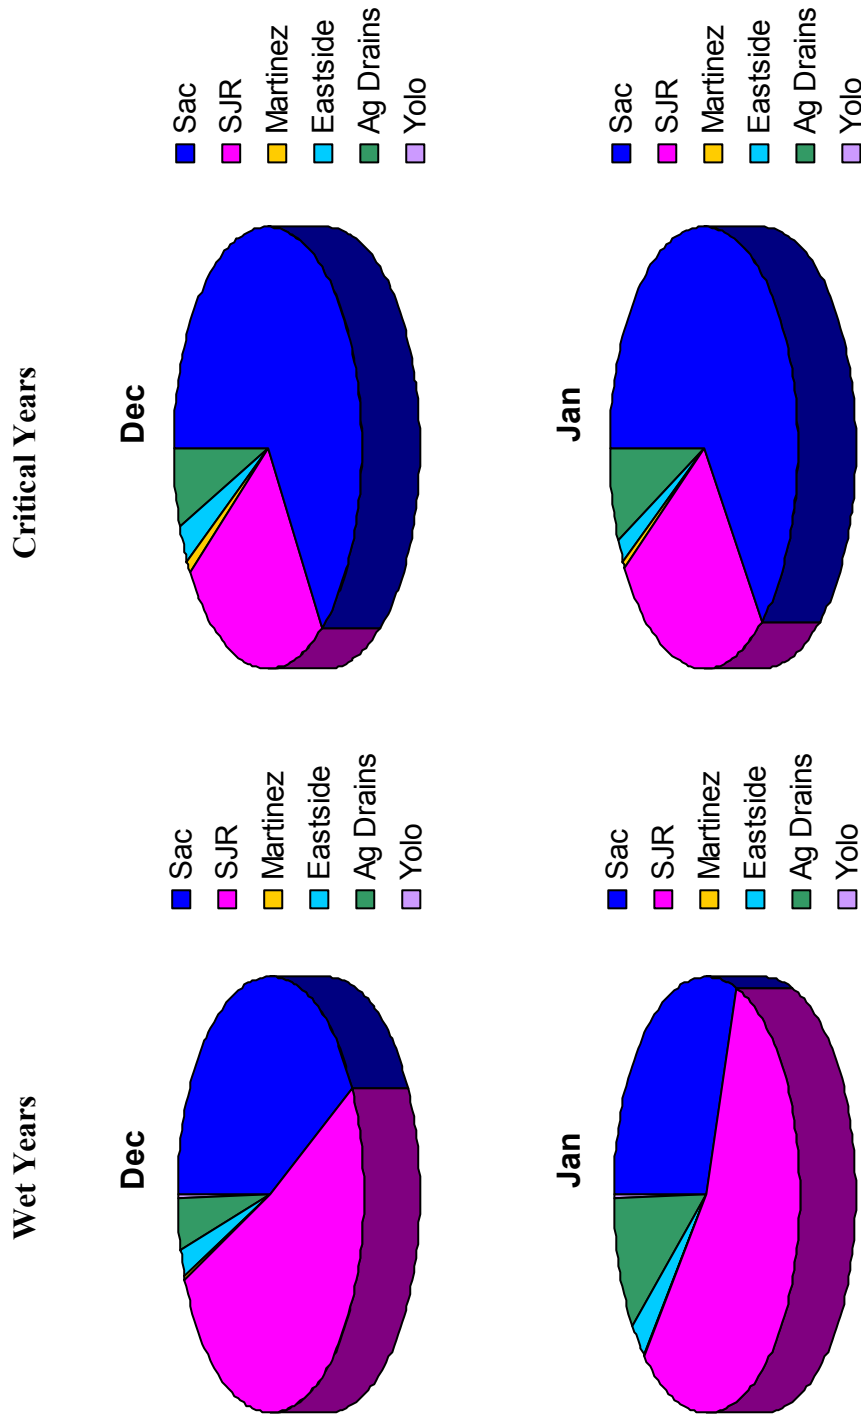 Wet Years
Critical Years
Dec
Sac
SJR
Martinez
Eastside
Ag Drains
Yolo
Dec
Sac
SJR
Martinez
Eastside
Ag Drains
Yolo
Jan
Sac
SJR
Martinez
Eastside
Ag Drains
Yolo
Jan
Sac
SJR
Martinez
Eastside
Ag Drains
Yolo